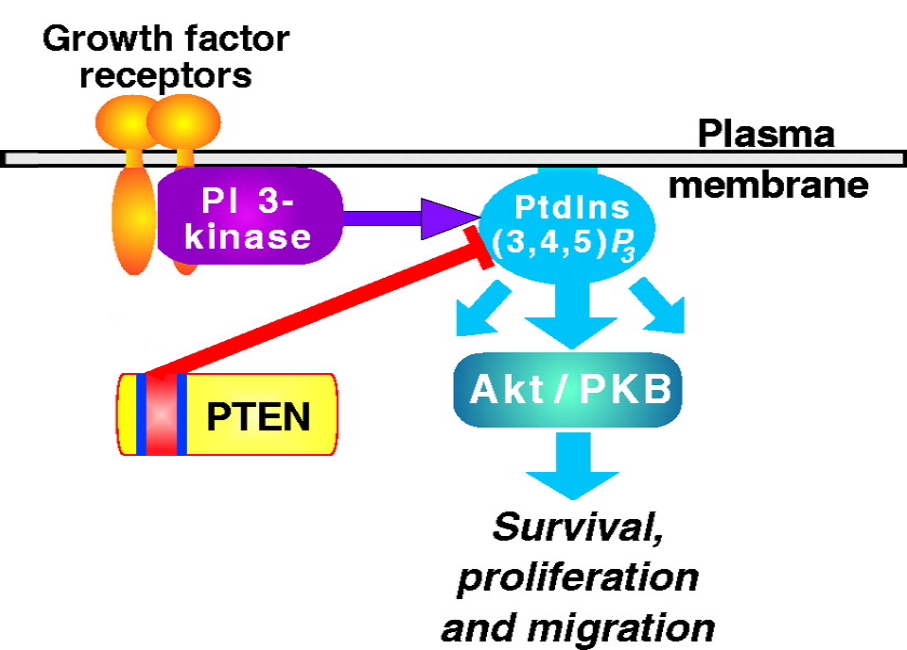 Growth factor
receptors
Plasma
membrane
PI 3-
kinase
PtdIns
(3,4,5)P3
PTEN
Akt/PKB
Survival,
proliferation
and migration